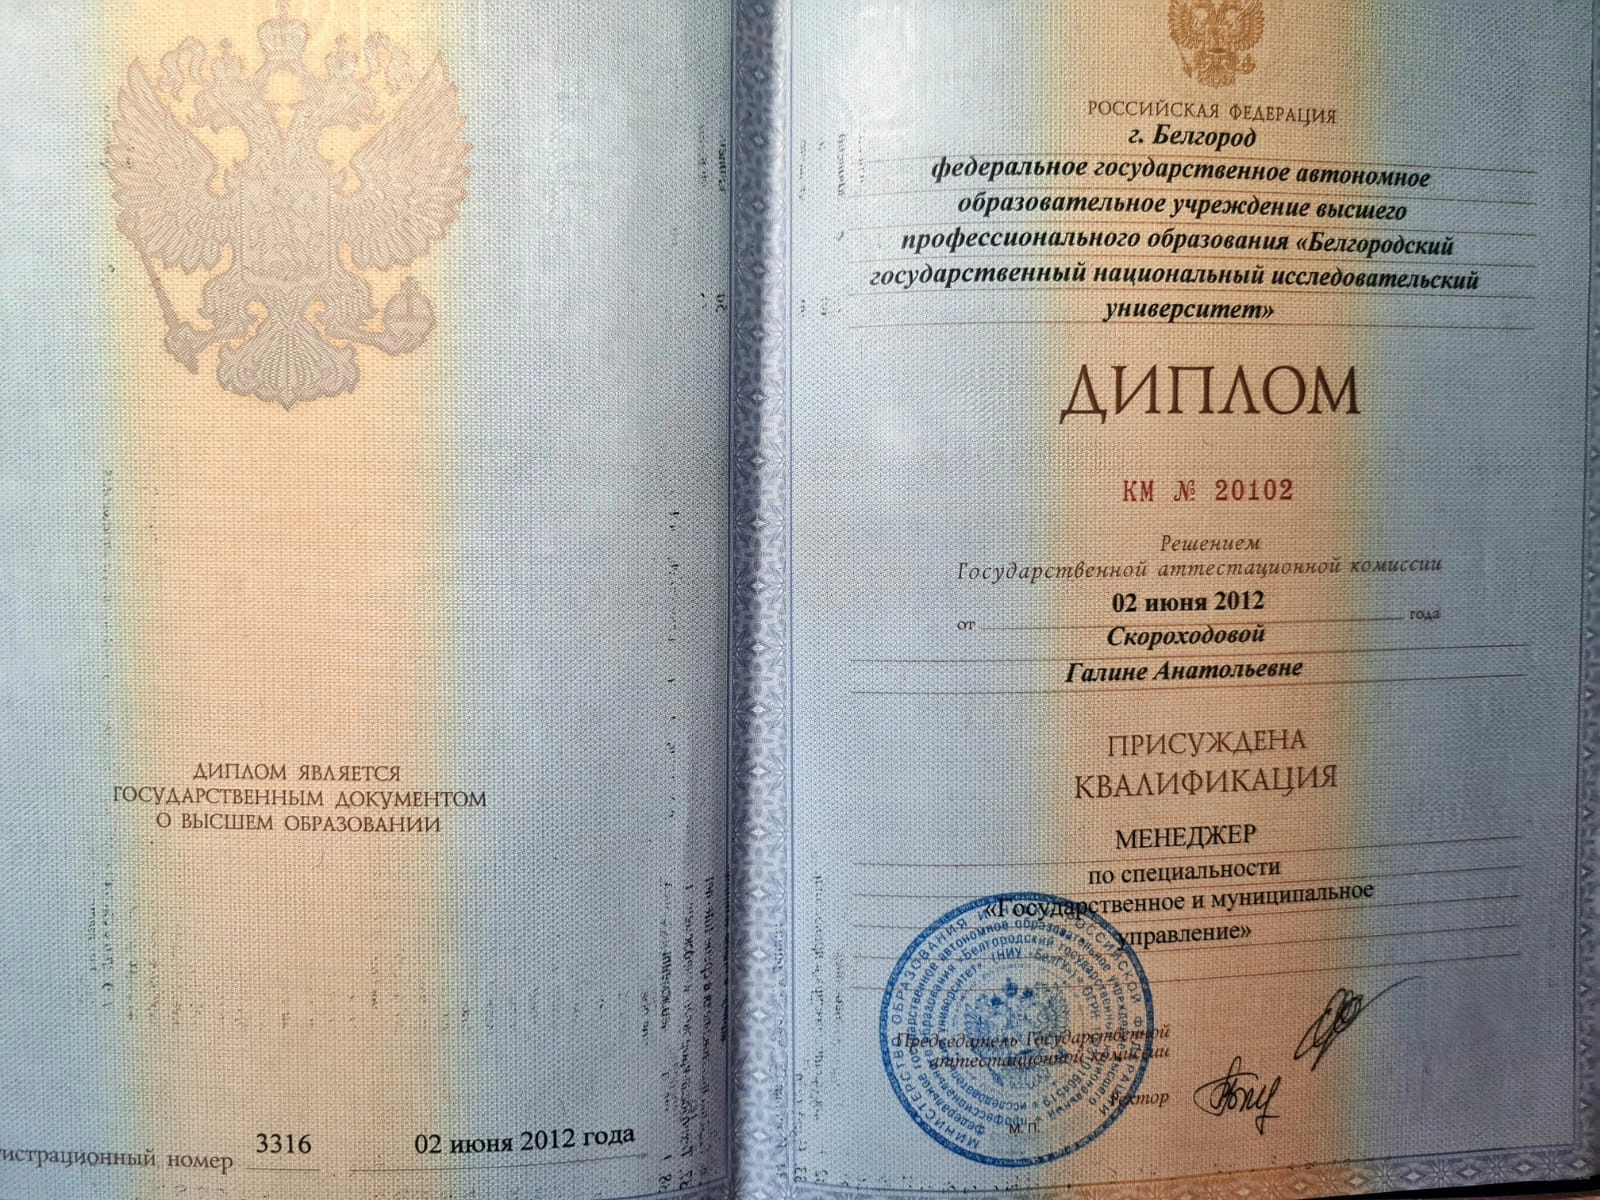 ДИПЛОМ ЯВЛЯЕТСЯ
ГОСУДАРСТВЕННЫМ ДОКУМЕНТОМ
О ВЫСШЕМ ОБРАЗОВАНИИ
номер 3316 02 июня 2012 года
РОССИЙСКАЯ ФЕДЕРАЦИЯ
г. Белгород
федеральное государственное автономное
образовательное учреждение высшего
профессионального образования «Белгородский
государственный национальный исследовательский
университет»
ДИПЛОМ
КМ № 20102
Решением
Государственной аттестационной комиссии
от 02 июня 2012 года
Скороходовой
Галине Анатольевне
ПРИСУЖДЕНА
КВАЛИФИКАЦИЯ
МЕНЕДЖЕР
по специальности
«Государственное и муниципальное
управление»
Председатель Государственной
аттестационной комиссии
Ректор
М. П.